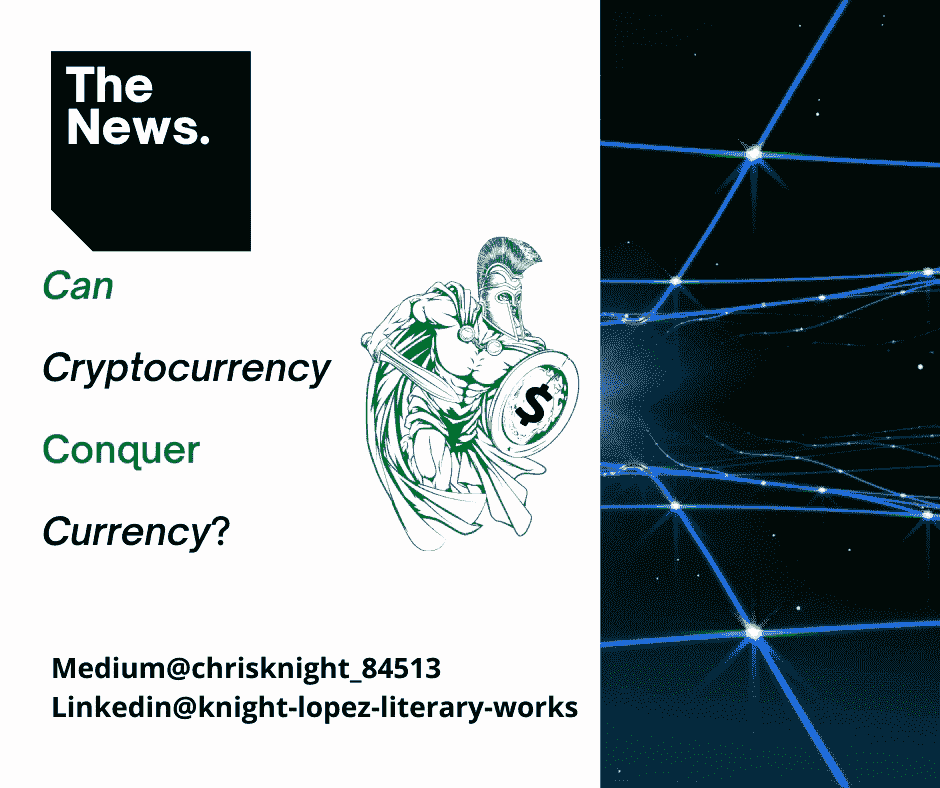 The
News.
Can
Cryptocurrency
Conquer
Currency?
$
Medium@chrisknight_84513
Linkedin@knight-lopez-literary-works